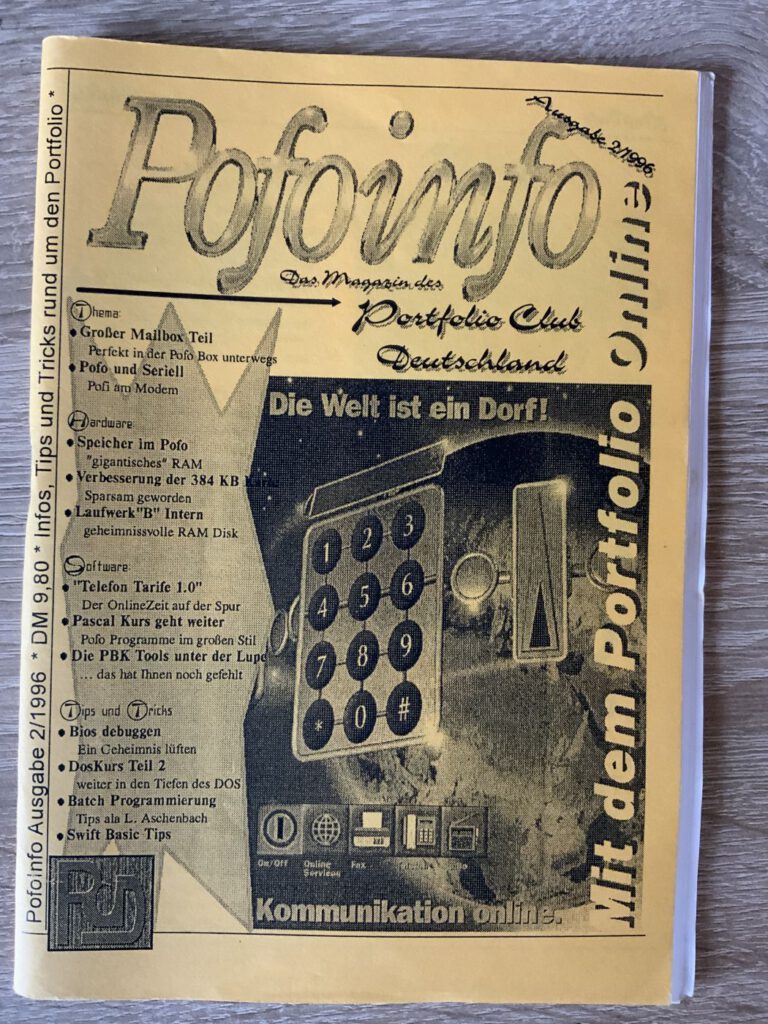 PofoInfo Ausgabe 2/1996 * DM 9,80 * Infos, Tips und Tricks rund um den Portfolio *
Ausgabe 2/1996
Pofoinfo
Das Magazin des
Portfolio Club
Deutschland
Mit dem Portfolio Online
Thema:
• Großer Mailbox Teil
Perfekt in der Pofo Box unterwegs
• Pofo und Seriell
Pofi am Modem
Hardware:
• Speicher im Pofo
"gigantisches" RAM
• Verbesserung der 384 KB Karte
Sparsam geworden
• Laufwerk"B" Intern
geheimnissvolle RAM Disk
Software:
• "Telefon Tarife 1.0"
Der OnlineZeit auf der Spur
• Pascal Kurs geht weiter
Pofo Programme im großen Stil
• Die PBK Tools unter der Lupe
... das hat Ihnen noch gefehlt
Tips und Tricks
• Bios debuggen
Ein Geheimnis lüften
• DosKurs Teil 2
weiter in den Tiefen des DOS
• Batch Programmierung
Tips ala L. Aschenbach
• Swift Basic Tips
Die Welt ist ein Dorf!
1 2 3
4 5 6
7 8 9
* 0 #
On/Off Online Fax
Services
Kommunikation online.